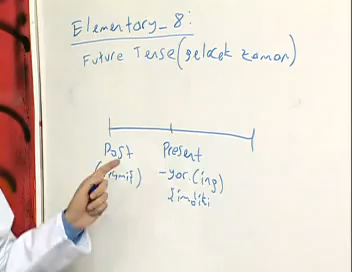 Elementary_8:
Future Tense (gelecek zaman)
Past Present
-yor. (ing)
şimdiki